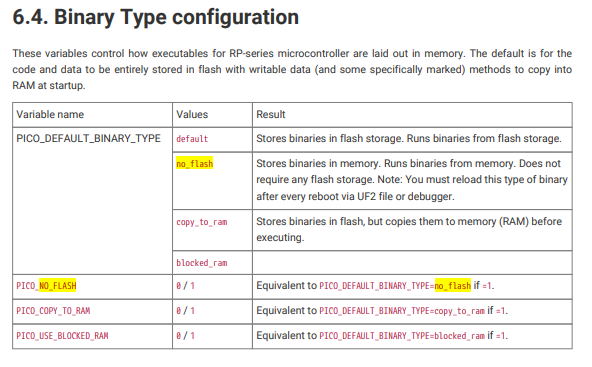 6.4. Binary Type configuration
These variables control how executables for RP-series microcontroller are laid out in memory. The default is for the
code and data to be entirely stored in flash with writable data (and some specifically marked) methods to copy into
RAM at startup.
Variable name Values Result
PICO_DEFAULT_BINARY_TYPE default Stores binaries in flash storage. Runs binaries from flash storage.
no_flash Stores binaries in memory. Runs binaries from memory. Does not
require any flash storage. Note: You must reload this type of binary
after every reboot via UF2 file or debugger.
copy_to_ram Stores binaries in flash, but copies them to memory (RAM) before
executing.
blocked_ram
PICO_NO_FLASH 0 / 1 Equivalent to PICO_DEFAULT_BINARY_TYPE=no_flash if =1.
PICO_COPY_TO_RAM 0 / 1 Equivalent to PICO_DEFAULT_BINARY_TYPE=copy_to_ram if =1.
PICO_USE_BLOCKED_RAM 0 / 1 Equivalent to PICO_DEFAULT_BINARY_TYPE=blocked_ram if =1.